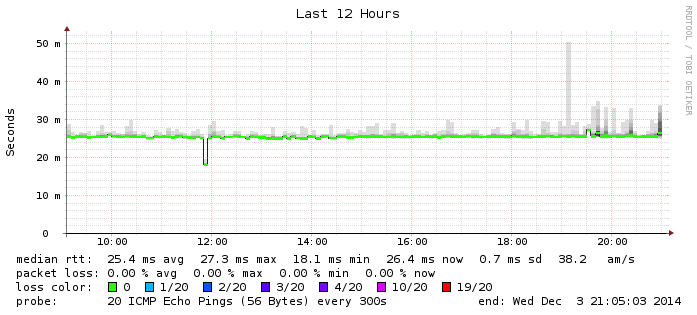 Last 12 Hours
RRDTOOL / TOBI OETIKER
Seconds
50 m
40 m
30 m
20 m
10 m
0
10:00 12:00 14:00 16:00 18:00 20:00
median rtt: 25.4 ms avg 27.3 ms max 18.1 ms min 26.4 ms now 0.7 ms sd 38.2 am/s
packet loss: 0.00 % avg 0.00 % max 0.00 % min 0.00 % now
loss color: 0 1/20 2/20 3/20 4/20 10/20 19/20
probe: 20 ICMP Echo Pings (56 Bytes) every 300s end: Wed Dec 3 21:05:03 2014